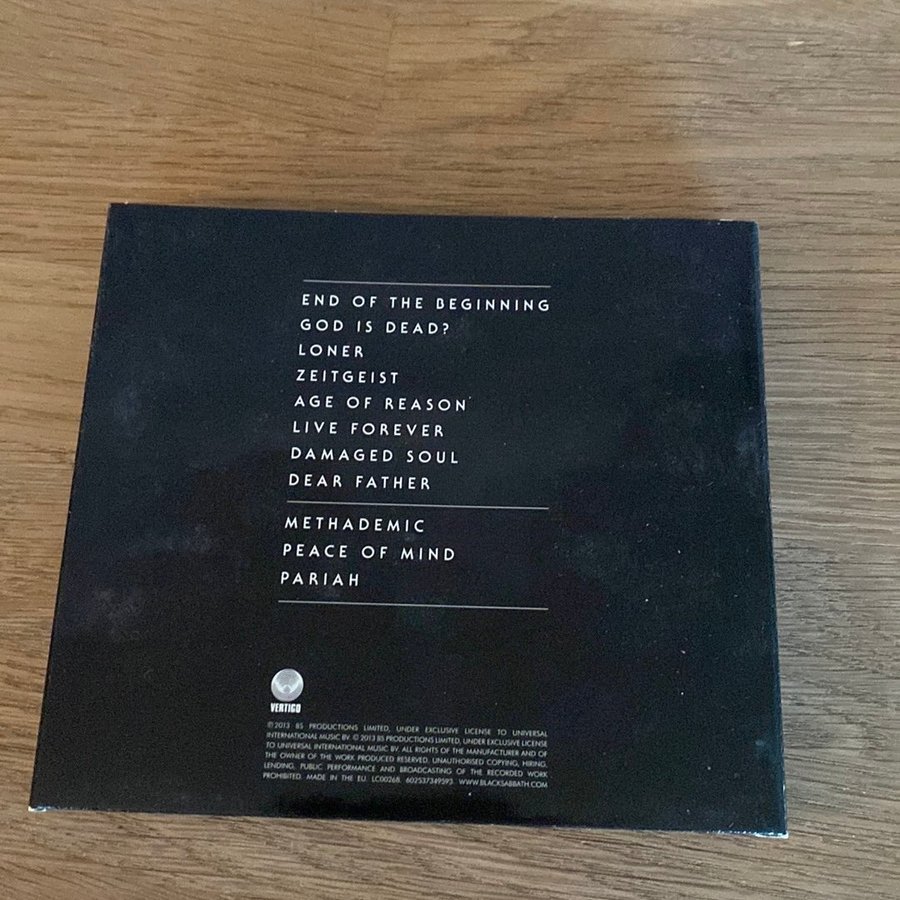 END OF THE BEGINNING
GOD IS DEAD?
LONER
ZEITGEIST
AGE OF REASON
LIVE FOREVER
DAMAGED SOUL
DEAR FATHER
METHADEMIC
PEACE OF MIND
PARIAH
VERTIGO
℗ 2013 BS PRODUCTIONS LIMITED, UNDER EXCLUSIVE LICENSE TO UNIVERSAL
INTERNATIONAL MUSIC BV. © 2013 BS PRODUCTIONS LIMITED, UNDER EXCLUSIVE LICENSE
TO UNIVERSAL INTERNATIONAL MUSIC BV. ALL RIGHTS OF THE MANUFACTURER AND OF
THE OWNER OF THE WORK PRODUCED RESERVED. UNAUTHORISED COPYING, HIRING,
LENDING, PUBLIC PERFORMANCE AND BROADCASTING OF THE RECORDED WORK
PROHIBITED. MADE IN THE EU. LC00268. 602537349593 WWW.BLACKSABBATH.COM